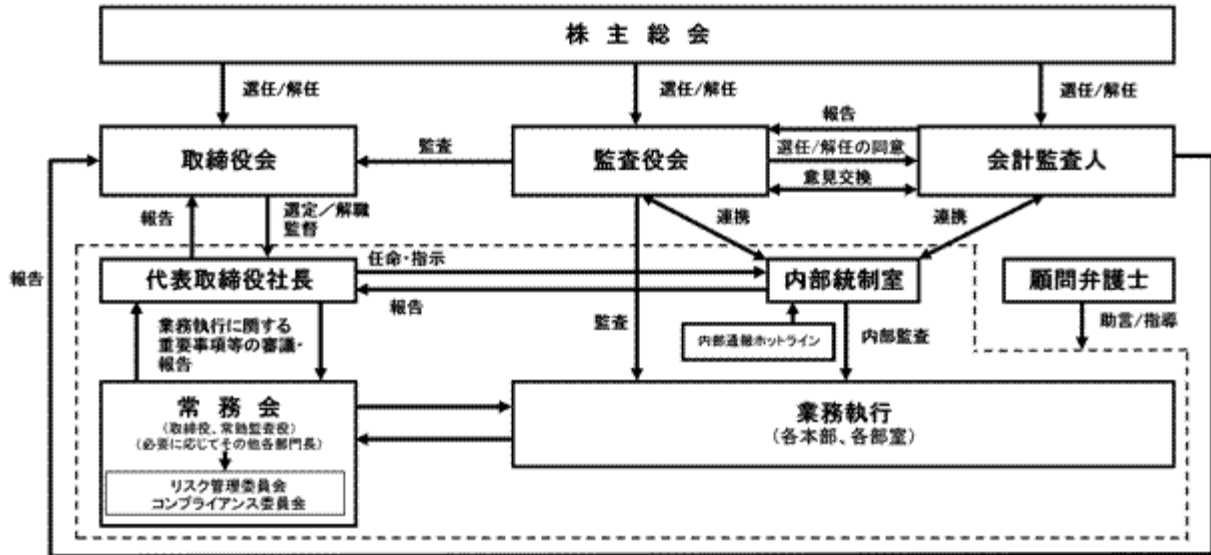 株主総会
選任/解任
選任/解任
選任/解任
取締役会
監査
監査役会
報告
選任/解任の同意
意見交換
会計監査人
報告
選定／解職
監督
連携
連携
報告
代表取締役社長
任命・指示
報告
内部統制室
顧問弁護士
業務執行に関する
重要事項等の審議・
報告
監査
内部通報ホットライン
内部監査
助言/指導
常務会
(取締役、常勤監査役)
(必要に応じてその他各部門長)
リスク管理委員会
コンプライアンス委員会
業務執行
(各本部、各部室)